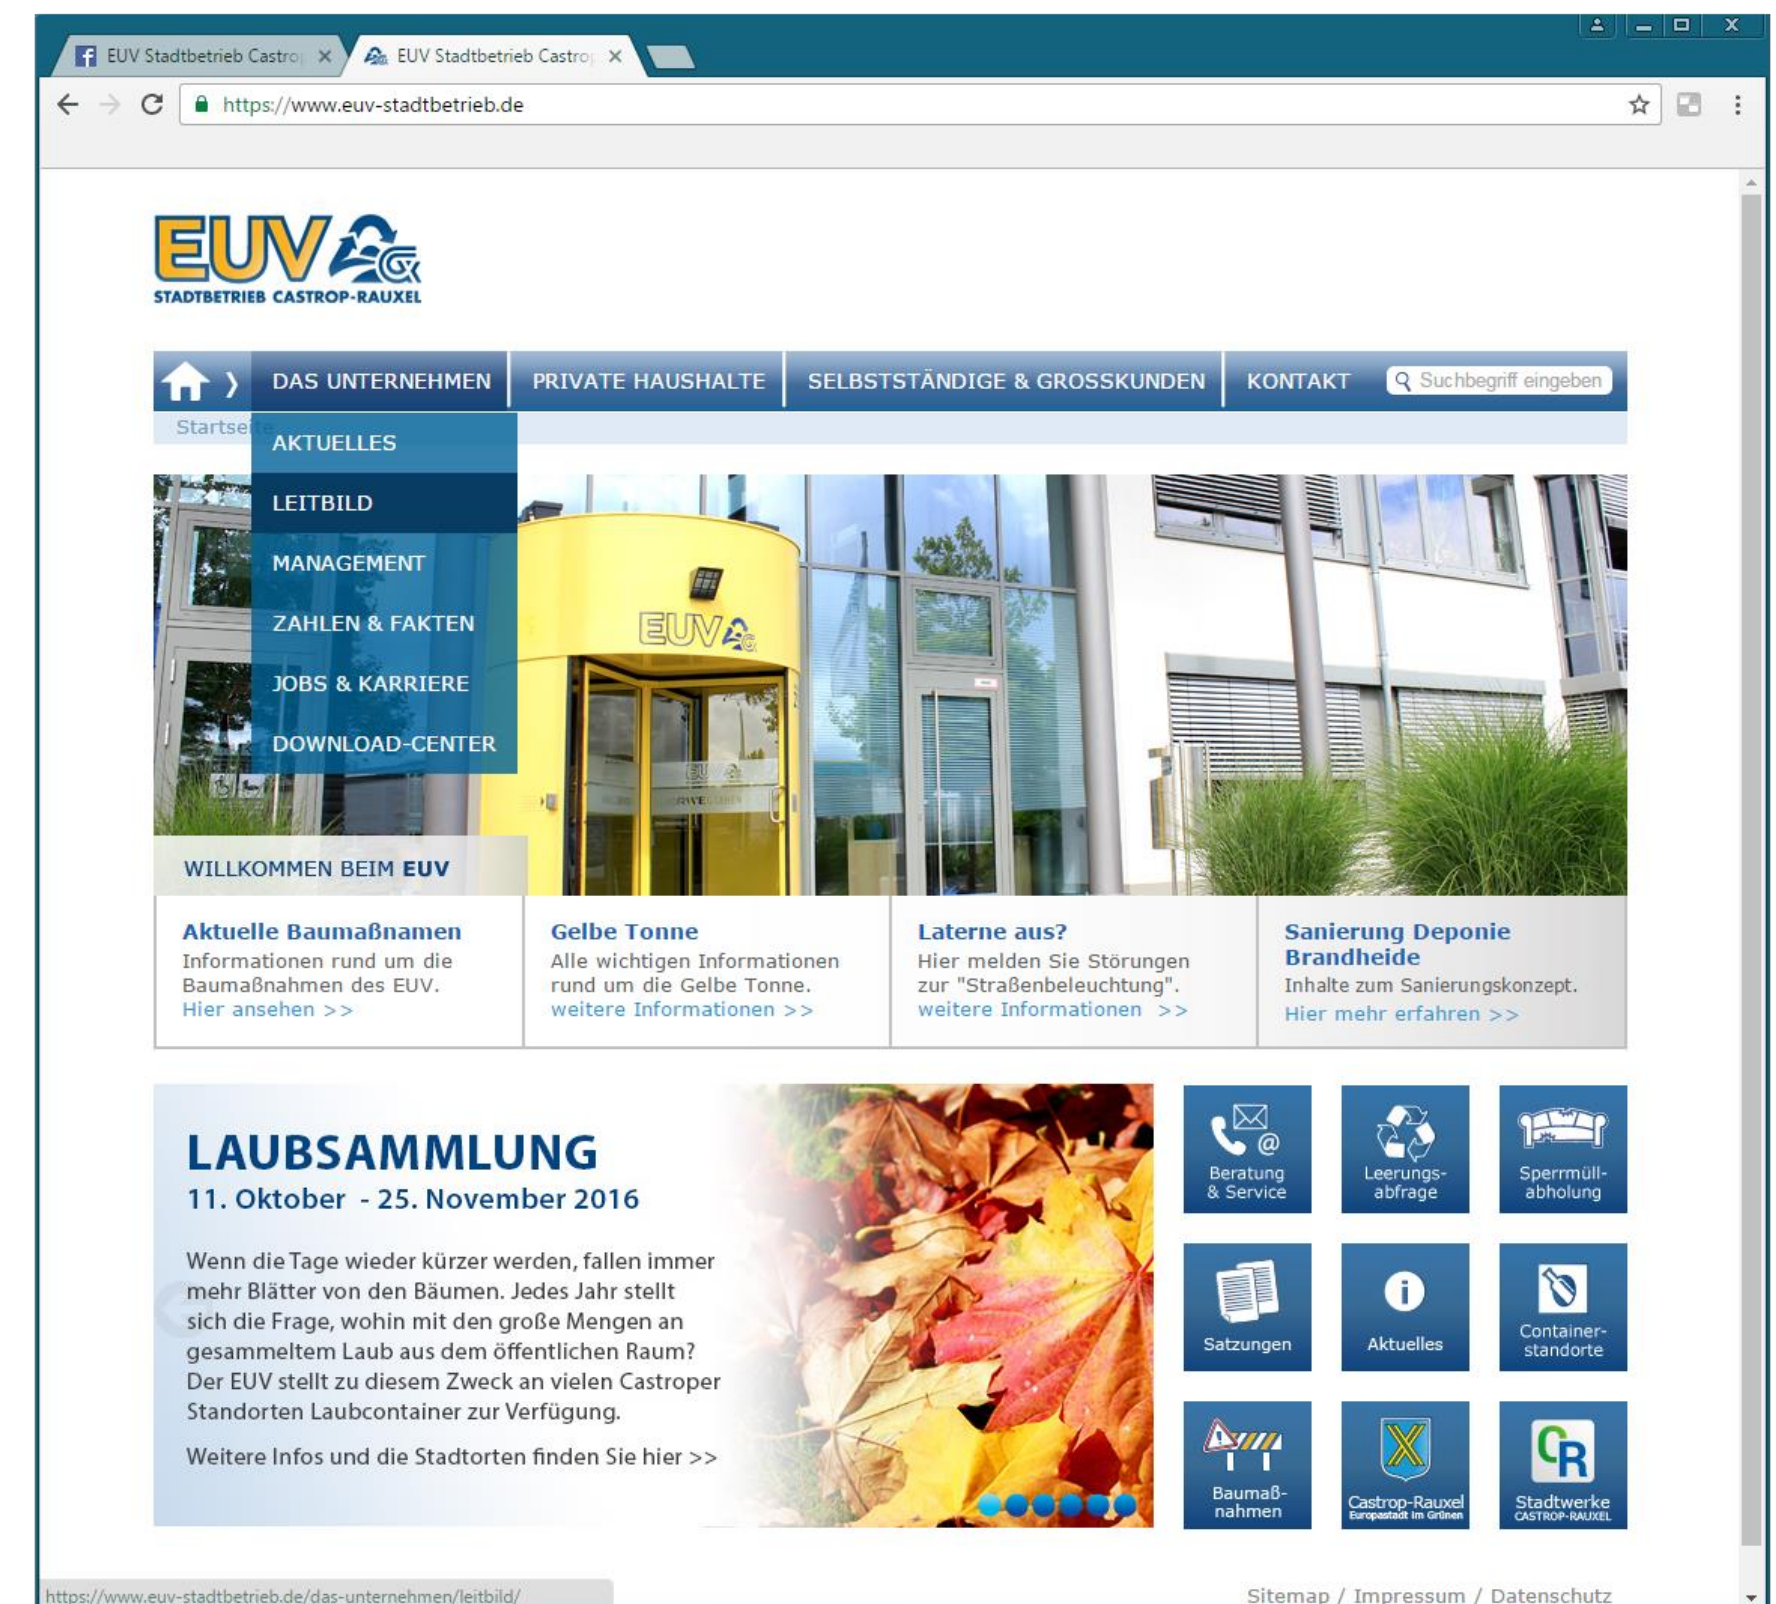 EUV Stadtbetrieb Castrop
EUV Stadtbetrieb Castrop
https://www.euv-stadtbetrieb.de
EUV
STADTBETRIEB CASTROP-RAUXEL
DAS UNTERNEHMEN
PRIVATE HAUSHALTE
SELBSTSTÄNDIGE & GROSSKUNDEN
KONTAKT
Suchbegriff eingeben
Startseite
AKTUELLES
LEITBILD
MANAGEMENT
ZAHLEN & FAKTEN
JOBS & KARRIERE
DOWNLOAD-CENTER
EUV
EUV
WILLKOMMEN BEIM EUV
Aktuelle Baumaßnamen
Informationen rund um die
Baumaßnahmen des EUV.
Hier ansehen >>
Gelbe Tonne
Alle wichtigen Informationen
rund um die Gelbe Tonne.
weitere Informationen >>
Laterne aus?
Hier melden Sie Störungen
zur "Straßenbeleuchtung".
weitere Informationen >>
Sanierung Deponie
Brandheide
Inhalte zum Sanierungskonzept.
Hier mehr erfahren >>
LAUBSAMMLUNG
11. Oktober - 25. November 2016
Wenn die Tage wieder kürzer werden, fallen immer
mehr Blätter von den Bäumen. Jedes Jahr stellt
sich die Frage, wohin mit den große Mengen an
gesammeltem Laub aus dem öffentlichen Raum?
Der EUV stellt zu diesem Zweck an vielen Castroper
Standorten Laubcontainer zur Verfügung.
Weitere Infos und die Stadtorten finden Sie hier >>
Beratung
& Service
Leerungs-
abfrage
Sperrmüll-
abholung
Satzungen
Aktuelles
Container-
standorte
Baumaß-
nahmen
Castrop-Rauxel
Europastadt im Grünen
CR
Stadtwerke
CASTROP-RAUXEL
https://www.euv-stadtbetrieb.de/das-unternehmen/leitbild/
Sitemap / Impressum / Datenschutz